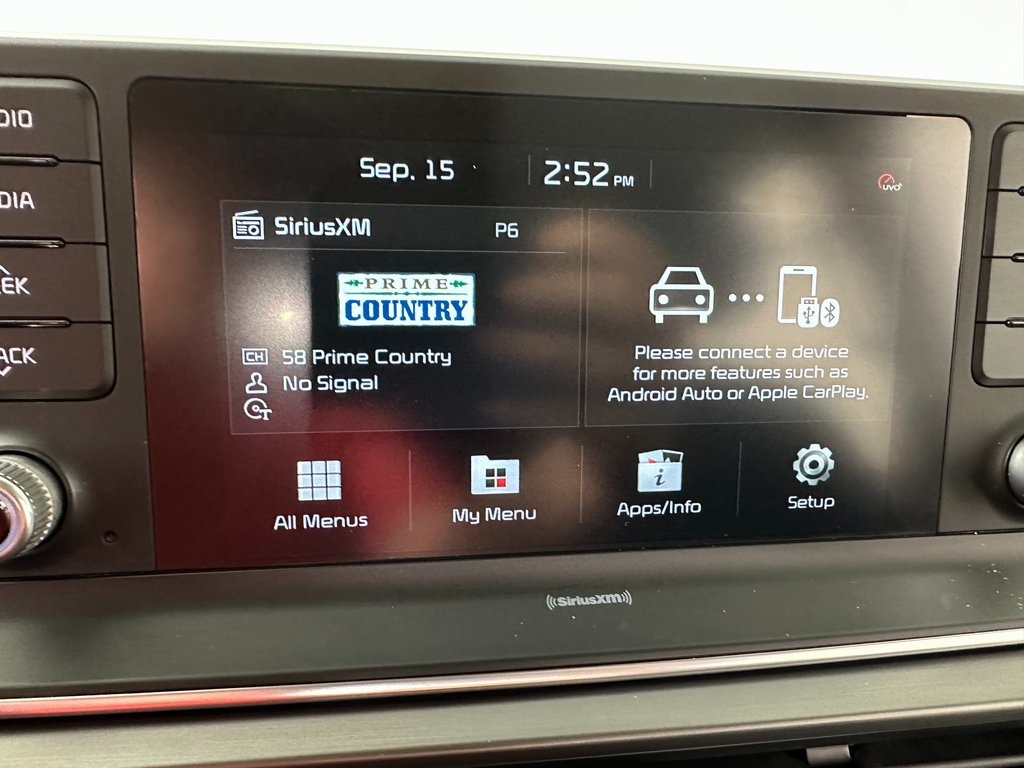 DIO
DIA
EEK
ACK
Sep. 15
2:52 PM
UVO
SiriusXM
P6
PRIME
COUNTRY
CH 58 Prime Country
No Signal
T
Please connect a device
for more features such as
Android Auto or Apple CarPlay.
All Menus
My Menu
i
Apps/Info
Setup
((SiriusXM))